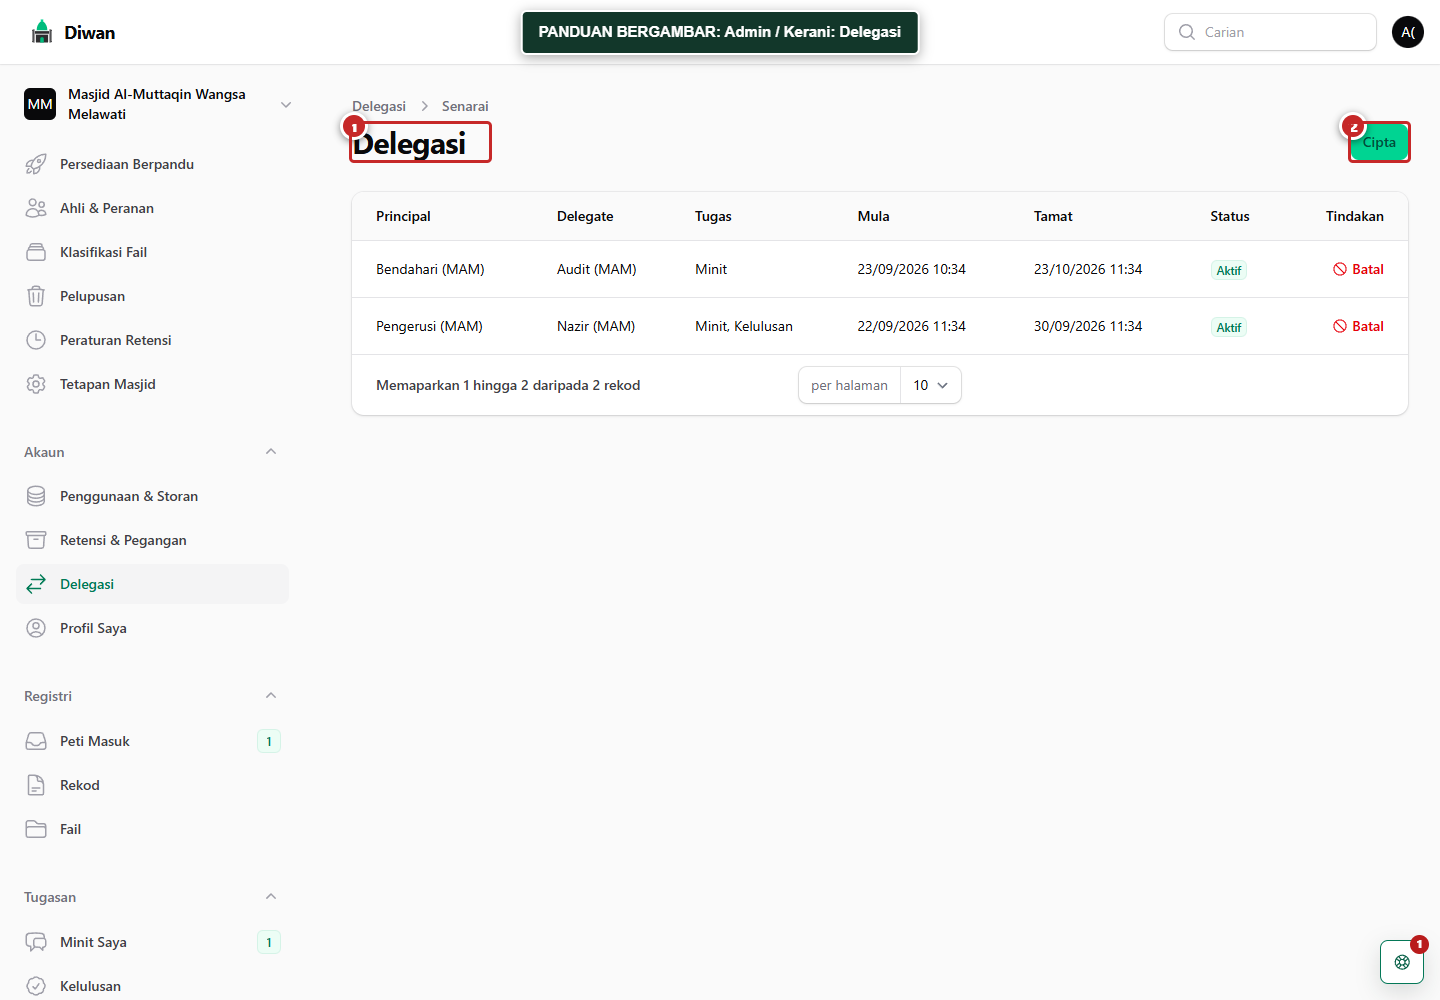 Diwan
PANDUAN BERGAMBAR: Admin / Kerani: Delegasi
Carian
A(
MM
Masjid Al-Muttaqin Wangsa
Melawati
Persediaan Berpandu
Ahli & Peranan
Klasifikasi Fail
Pelupusan
Peraturan Retensi
Tetapan Masjid
Akaun
Penggunaan & Storan
Retensi & Pegangan
Delegasi
Profil Saya
Registri
Peti Masuk 1
Rekod
Fail
Tugasan
Minit Saya 1
Kelulusan
Delegasi Senarai
1
Delegasi
2
Cipta
Principal Delegate Tugas Mula Tamat Status Tindakan
Bendahari (MAM) Audit (MAM) Minit 23/09/2026 10:34 23/10/2026 11:34 Aktif Batal
Pengerusi (MAM) Nazir (MAM) Minit, Kelulusan 22/09/2026 11:34 30/09/2026 11:34 Aktif Batal
Memaparkan 1 hingga 2 daripada 2 rekod per halaman 10
1